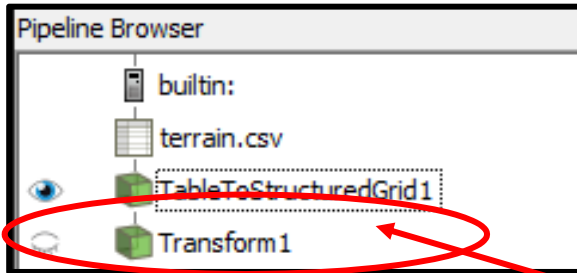 Pipeline Browser
builtin:
terrain.csv
TableToStructuredGrid1
Transform1